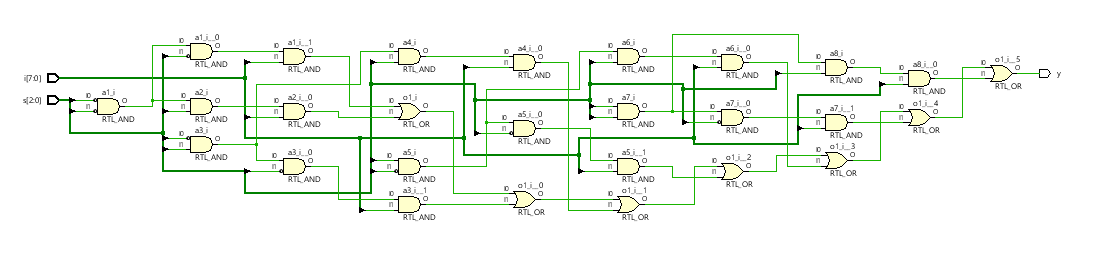 i[7:0]
s[2:0]
a1_i
I0
I1
O
RTL_AND
a1_i__0
I0
I1
O
RTL_AND
a2_i
I0
I1
O
RTL_AND
a3_i
I0
I1
O
RTL_AND
a1_i__1
I0
I1
O
RTL_AND
a2_i__0
I0
I1
O
RTL_AND
a3_i__0
I0
I1
O
RTL_AND
a4_i
I0
I1
O
RTL_AND
o1_i
I0
I1
O
RTL_OR
a5_i
I0
I1
O
RTL_AND
a3_i__1
I0
I1
O
RTL_AND
a4_i__0
I0
I1
O
RTL_AND
a5_i__0
I0
I1
O
RTL_AND
o1_i__0
I0
I1
O
RTL_OR
a6_i
I0
I1
O
RTL_AND
a7_i
I0
I1
O
RTL_AND
a5_i__1
I0
I1
O
RTL_AND
o1_i__1
I0
I1
O
RTL_OR
a6_i__0
I0
I1
O
RTL_AND
a7_i__0
I0
I1
O
RTL_AND
o1_i__2
I0
I1
O
RTL_OR
a8_i
I0
I1
O
RTL_AND
a7_i__1
I0
I1
O
RTL_AND
o1_i__3
I0
I1
O
RTL_OR
a8_i__0
I0
I1
O
RTL_AND
o1_i__4
I0
I1
O
RTL_OR
o1_i__5
I0
I1
O
RTL_OR
y